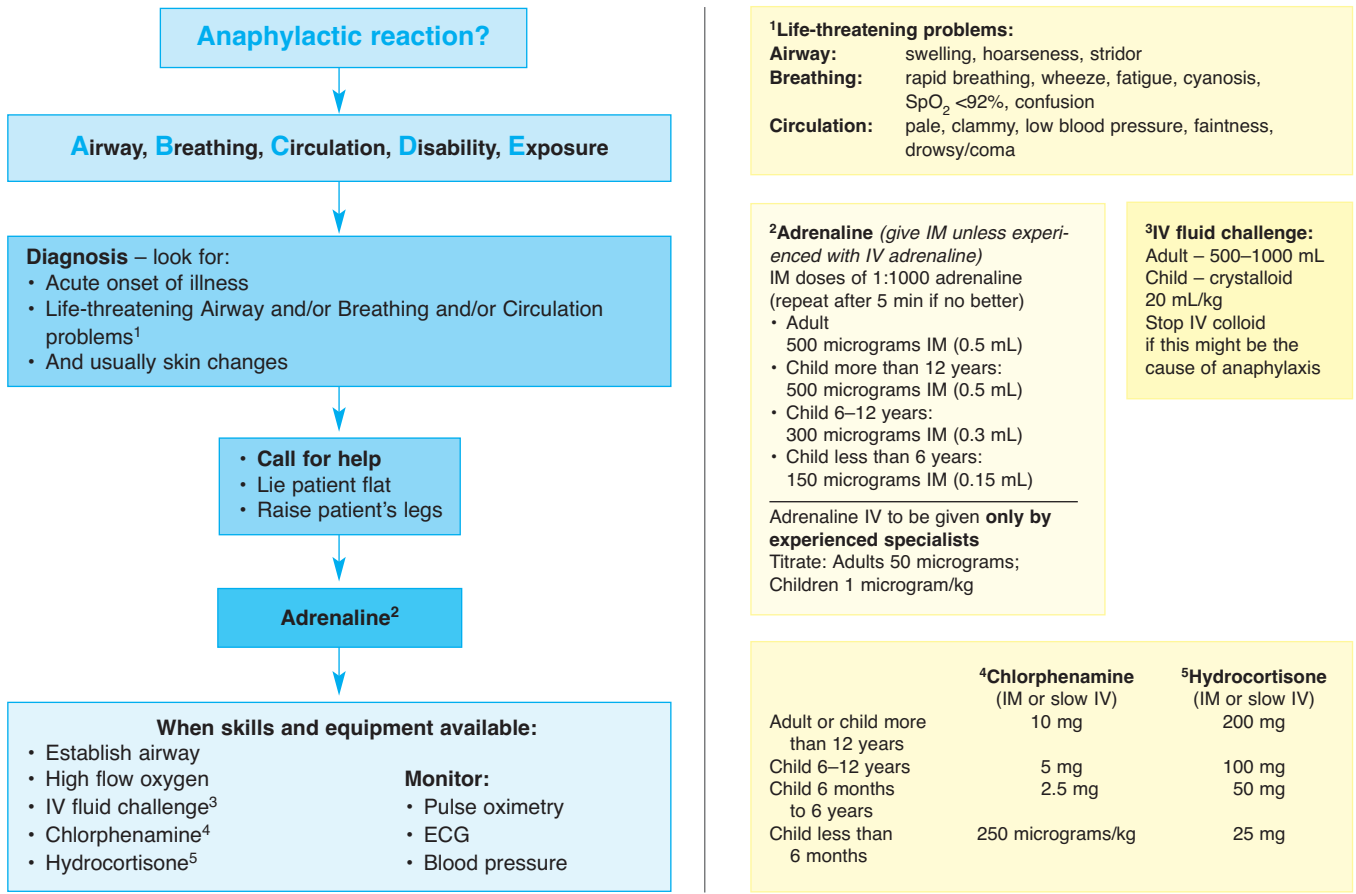 Anaphylactic reaction?
Airway, Breathing, Circulation, Disability, Exposure
Diagnosis – look for:
• Acute onset of illness
• Life-threatening Airway and/or Breathing and/or Circulation
problems1
• And usually skin changes
• Call for help
• Lie patient flat
• Raise patient's legs
Adrenaline2
When skills and equipment available:
• Establish airway
• High flow oxygen
• IV fluid challenge3
• Chlorphenamine4
• Hydrocortisone5
Monitor:
• Pulse oximetry
• ECG
• Blood pressure
1Life-threatening problems:
Airway: swelling, hoarseness, stridor
Breathing: rapid breathing, wheeze, fatigue, cyanosis,
SpO2 <92%, confusion
Circulation: pale, clammy, low blood pressure, faintness,
drowsy/coma
2Adrenaline (give IM unless experi-
enced with IV adrenaline)
IM doses of 1:1000 adrenaline
(repeat after 5 min if no better)
• Adult
500 micrograms IM (0.5 mL)
• Child more than 12 years:
500 micrograms IM (0.5 mL)
• Child 6–12 years:
300 micrograms IM (0.3 mL)
• Child less than 6 years:
150 micrograms IM (0.15 mL)
Adrenaline IV to be given only by
experienced specialists
Titrate: Adults 50 micrograms;
Children 1 microgram/kg
3IV fluid challenge:
Adult – 500–1000 mL
Child – crystalloid
20 mL/kg
Stop IV colloid
if this might be the
cause of anaphylaxis
4Chlorphenamine 5Hydrocortisone
(IM or slow IV) (IM or slow IV)
Adult or child more 10 mg 200 mg
than 12 years
Child 6–12 years 5 mg 100 mg
Child 6 months 2.5 mg 50 mg
to 6 years
Child less than 250 micrograms/kg 25 mg
6 months